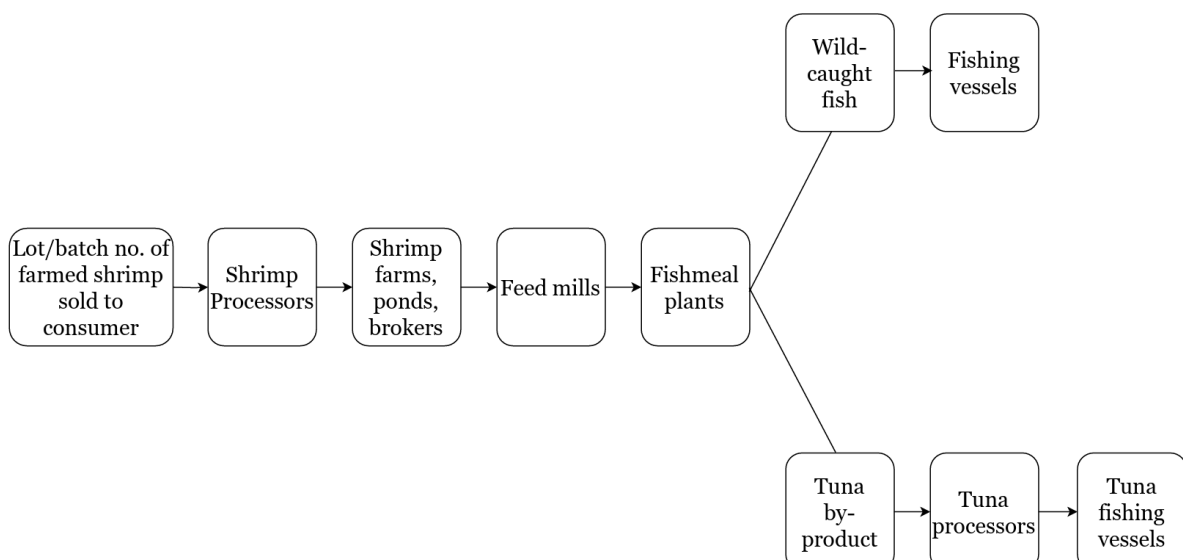 Lot/batch no. of
farmed shrimp
sold to
consumer
Shrimp
Processors
Shrimp
farms,
ponds,
brokers
Feed mills
Fishmeal
plants
Wild-
caught
fish
Fishing
vessels
Tuna
by-
product
Tuna
processors
Tuna
fishing
vessels